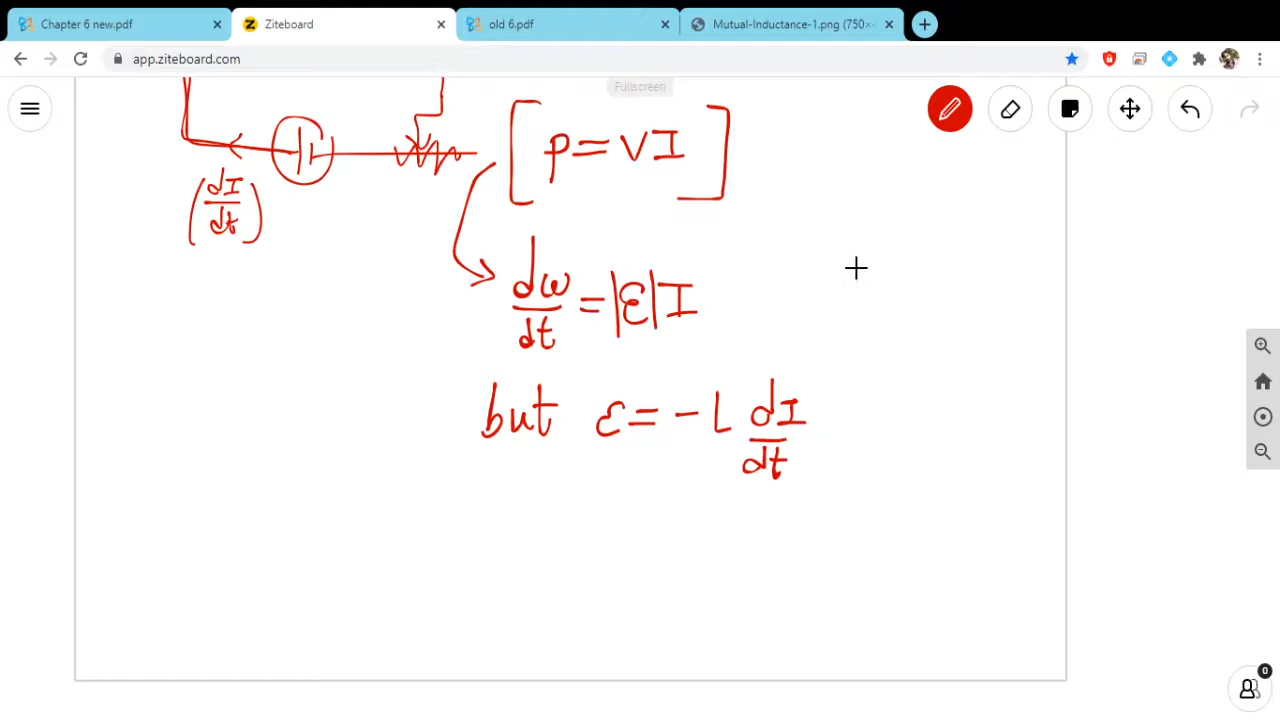 Chapter 6 new.pdf
Ziteboard
old 6.pdf
Mutual-Inductance-1.png (750×
app.ziteboard.com
Fullscreen
[P = VI]
(dI/dt)
dw/dt = |ε| I
but ε = - L dI/dt
0